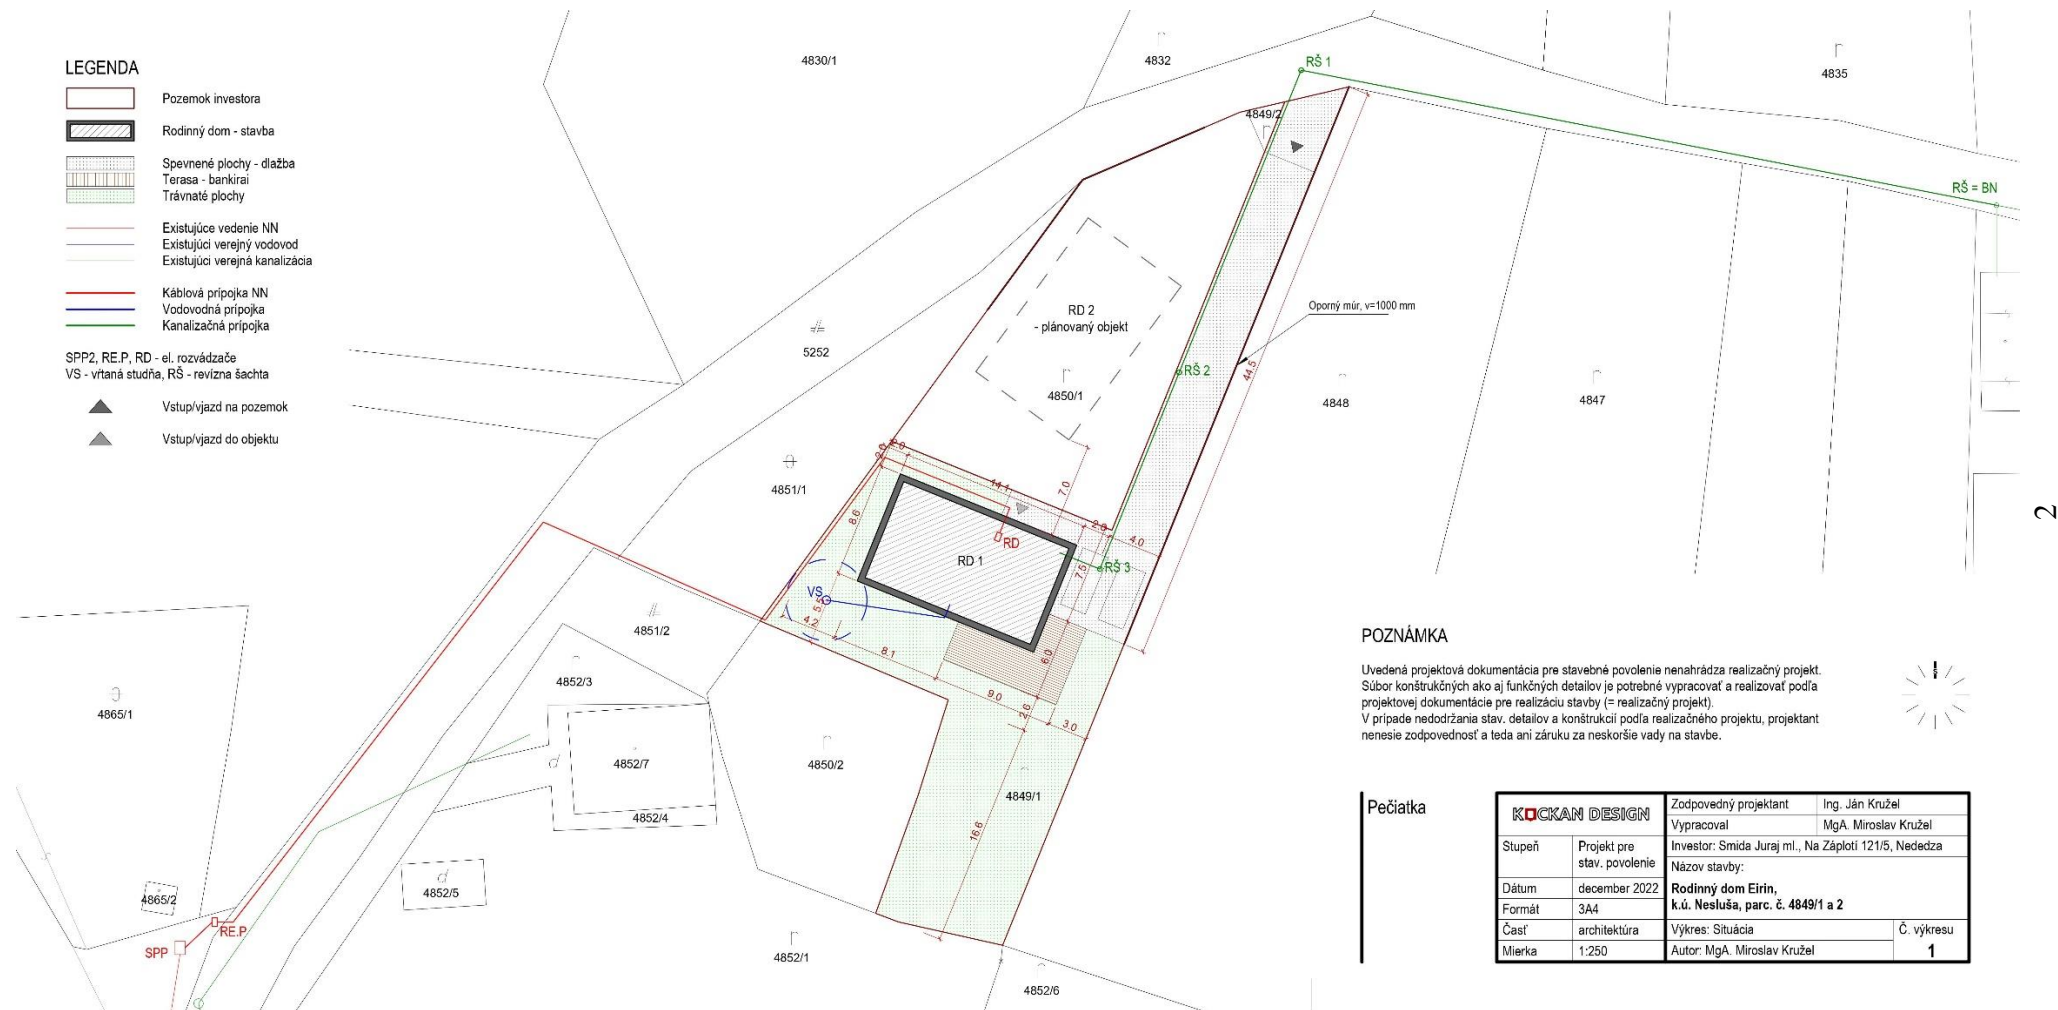 LEGENDA
Pozemok investora
Rodinný dom - stavba
Spevnené plochy - dlažba
Terasa - bankirai
Trávnaté plochy
Existujúce vedenie NN
Existujúci verejný vodovod
Existujúci verejná kanalizácia
Káblová prípojka NN
Vodovodná prípojka
Kanalizačná prípojka
SPP2, RE.P, RD - el. rozvádzače
VS - vŕtaná studňa, RŠ - revízna šachta
Vstup/vjazd na pozemok
Vstup/vjazd do objektu
4830/1
4832
4835
RŠ 1
4849/2
RŠ = BN
RD 2
- plánovaný objekt
Oporný múr, v=1000 mm
5252
RŠ 2
44.5
4850/1
4848
4847
2.0
14.1
7.0
4851/1
8.6
2.0
4.0
RD
RD 1
RŠ 3
7.5
VS
5.5
4.2
8.1
6.0
9.0
2.6
3.0
4851/2
4852/3
4865/1
4852/7
4850/2
4849/1
4852/4
16.6
4852/5
4865/2
RE.P
SPP
4852/1
4852/6
2
POZNÁMKA
Uvedená projektová dokumentácia pre stavebné povolenie nenahrádza realizačný projekt.
Súbor konštrukčných ako aj funkčných detailov je potrebné vypracovať a realizovať podľa
projektovej dokumentácie pre realizáciu stavby (= realizačný projekt).
V prípade nedodržania stav. detailov a konštrukcií podľa realizačného projektu, projektant
nenesie zodpovednosť a teda ani záruku za neskoršie vady na stavbe.
Pečiatka
KOCKAN DESIGN
Zodpovedný projektant
Ing. Ján Kružel
Vypracoval
MgA. Miroslav Kružel
Stupeň
Projekt pre
stav. povolenie
Investor: Smida Juraj ml., Na Záplotí 121/5, Nededza
Názov stavby:
Dátum
december 2022
Rodinný dom Eirin,
k.ú. Nesluša, parc. č. 4849/1 a 2
Formát
3A4
Časť
architektúra
Výkres: Situácia
Č. výkresu
Mierka
1:250
Autor: MgA. Miroslav Kružel
1